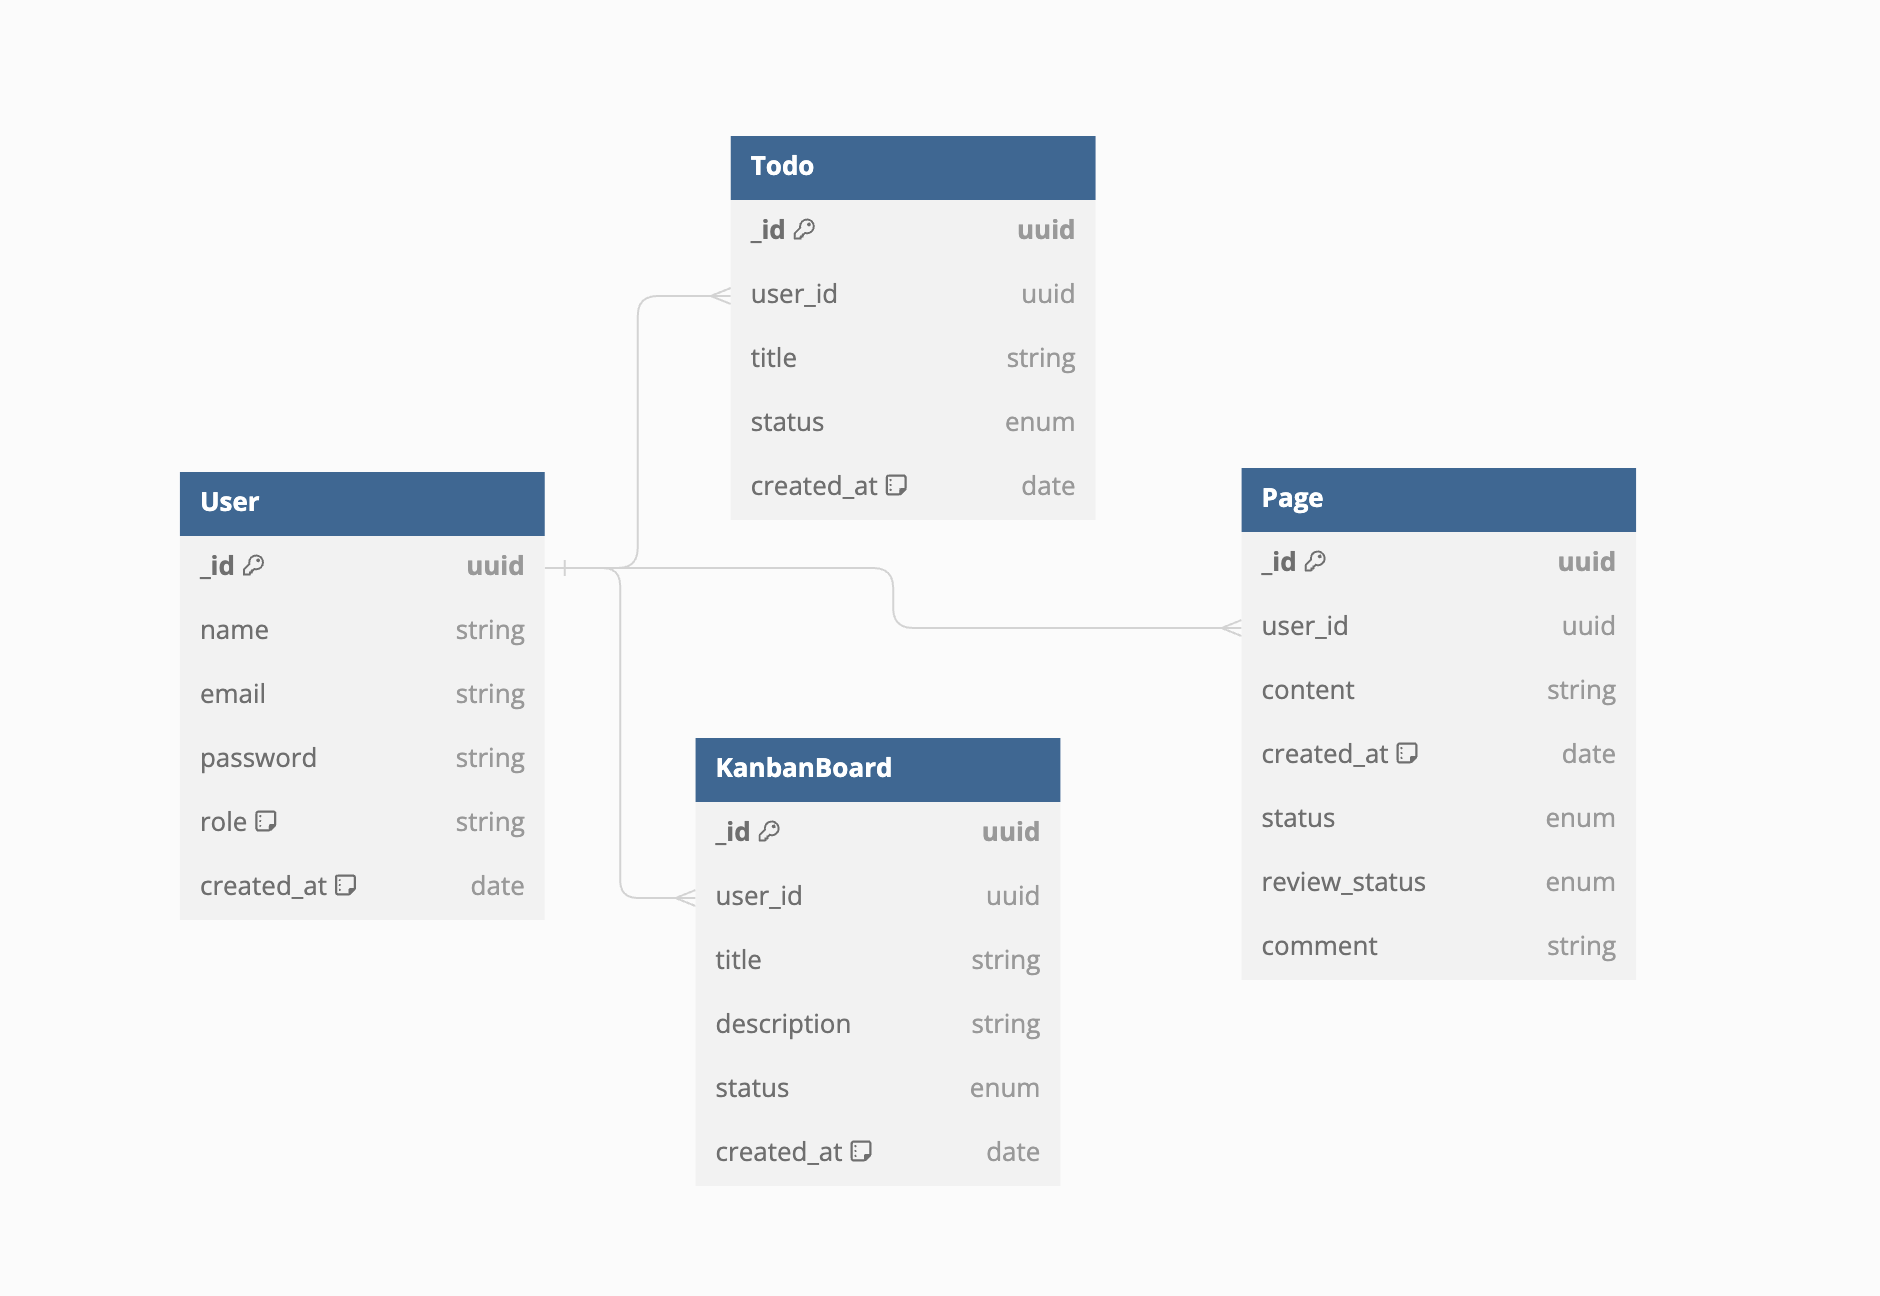 Todo
_id uuid
user_id uuid
title string
status enum
created_at date
User
_id uuid
name string
email string
password string
role string
created_at date
Page
_id uuid
user_id uuid
content string
created_at date
status enum
review_status enum
comment string
KanbanBoard
_id uuid
user_id uuid
title string
description string
status enum
created_at date